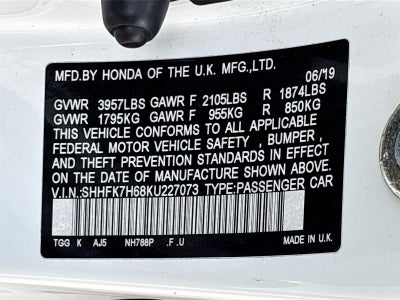 MFD.BY HONDA OF THE U.K. MFG.,LTD. 06/19
GVWR 3957LBS GAWR F 2105LBS R 1874LBS
GVWR 1795KG GAWR F 955KG R 850KG
THIS VEHICLE CONFORMS TO ALL APPLICABLE
FEDERAL MOTOR VEHICLE SAFETY , BUMPER ,
AND THEFT PREVENTION STANDARDS IN EFFECT
ON THE DATE OF MANUFACTURE SHOWN ABOVE.
V.I.N.:SHHFK7H68KU227073 TYPE:PASSENGER CAR
TGG K AJ5 NH788P .F .U MADE IN U.K.